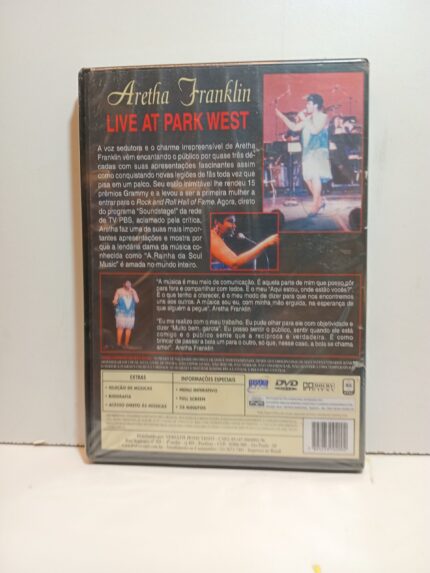 Aretha Franklin
LIVE AT PARK WEST
A voz sedutora e o charme irrepreensível de Aretha
Franklin vêm encantando o público por quase três dé-
cadas com suas apresentações fascinantes assim
como conquistando novas legiões de fãs toda vez que
pisa em um palco. Seu estilo inimitável lhe rendeu 15
prêmios Grammy e a levou a ser a primeira mulher a
entrar para o Rock and Roll Hall of Fame. Agora, direto
do programa "Soundstage" da rede
de TV PBS, aclamado pela crítica,
Aretha faz uma de suas mais impor-
tantes apresentações e mostra por
que a lendária dama da música
conhecida como "A Rainha da Soul
Music" é amada no mundo inteiro.
"A música é meu meio de comunicação. É aquela parte de mim que posso pôr
para fora e compartilhar com todos. É o meu "Aqui estou, onde estão vocês?"
É o que tenho a oferecer, é o meu modo de dizer para que nos encontremos
uns aos outros. A música sou eu, com minha mão erguida, na esperança de
que alguém a pegue". Aretha Franklin
"Eu me realizo com o meu trabalho. Eu pude olhar para ele com objetividade e
dizer "Muito bem, garota". Eu posso sentir o público, sentir quando ele está
comigo e o público sente que a recíproca é verdadeira. É como
brincar de passar a bola um para o outro, só que, nesse caso, a bola se chama
amor". Aretha Franklin
EXTRAS
• SELEÇÃO DE MÚSICAS
• BIOGRAFIA
• ACESSO DIRETO ÀS MÚSICAS
INFORMAÇÕES ESPECIAIS
• MENU INTERATIVO
• FULL SCREEN
• 58 MINUTOS
DVD
VIDEO
DOLBY